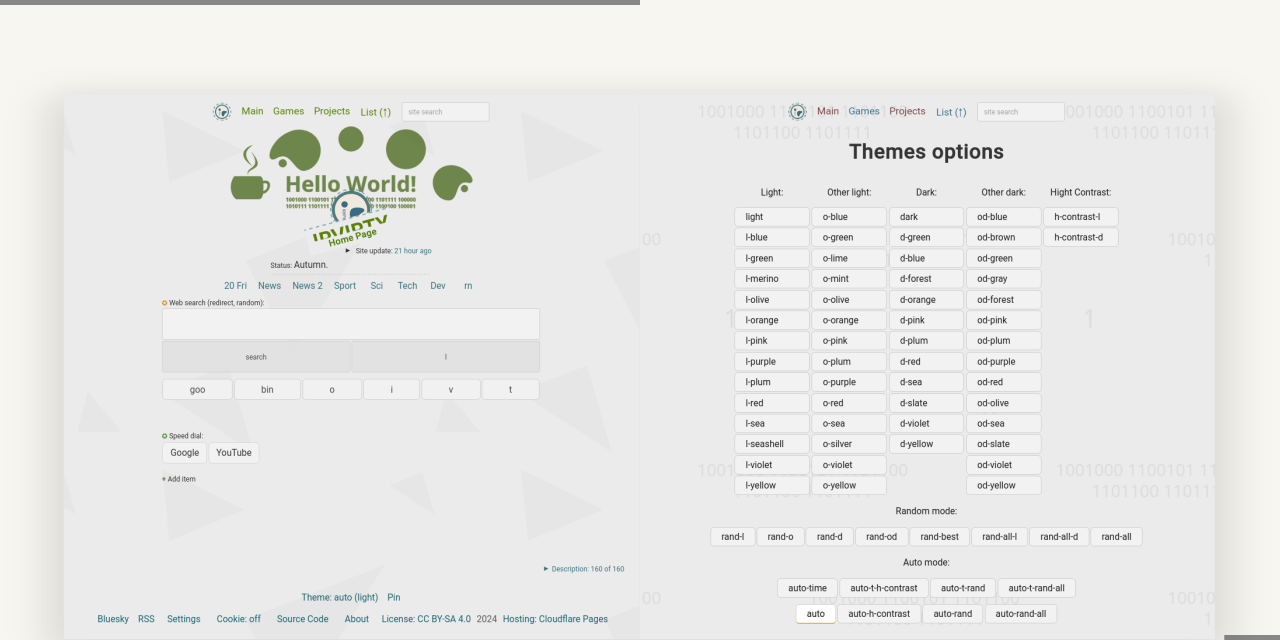 Main Games Projects List (↑) site search
Hello World!
1001000 1100101 1101100 1101111 100000
1010111 1101111 1110010 1101100 100001
IPVIPTV
Home Page
► Site update: 21 hour ago
Status: Autumn.
20 Fri News News 2 Sport Sci Tech Dev rn
Web search (redirect, random):
search l
goo bin o i v t
Speed dial:
Google YouTube
+ Add item
► Description: 160 of 160
Theme: auto (light) Pin
Bluesky RSS Settings Cookie: off Source Code About License: CC BY-SA 4.0 2024 Hosting: Cloudflare Pages
Main Games Projects List (↑) site search
Themes options
Light: Other light: Dark: Other dark: Hight Contrast:
light o-blue dark od-blue h-contrast-l
l-blue o-green d-green od-brown h-contrast-d
l-green o-lime d-blue od-green
l-merino o-mint d-forest od-gray
l-olive o-olive d-orange od-forest
l-orange o-orange d-pink od-pink
l-pink o-pink d-plum od-plum
l-purple o-plum d-red od-purple
l-plum o-purple d-sea od-red
l-red o-red d-slate od-olive
l-sea o-sea d-violet od-sea
l-seashell o-silver d-yellow od-slate
l-violet o-violet od-violet
l-yellow o-yellow od-yellow
Random mode:
rand-l rand-o rand-d rand-od rand-best rand-all-l rand-all-d rand-all
Auto mode:
auto-time auto-t-h-contrast auto-t-rand auto-t-rand-all
auto auto-h-contrast auto-rand auto-rand-all